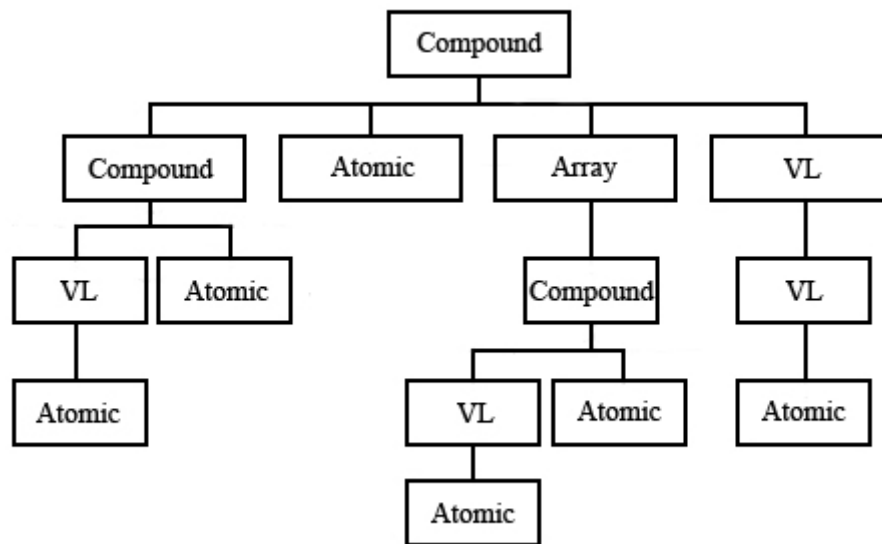 Compound
Compound
Atomic
Array
VL
VL
Atomic
Compound
VL
Atomic
VL
Atomic
Atomic
Atomic